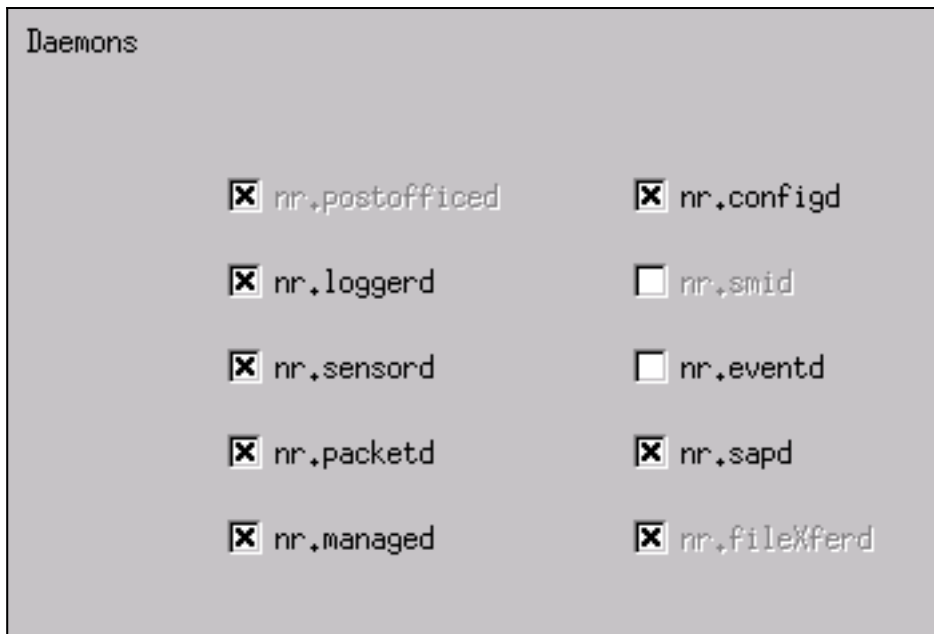 Daemons
nr.postofficed nr.configd
nr.loggerd nr.smid
nr.sensord nr.eventd
nr.packetd nr.sapd
nr.managed nr.fileXferd